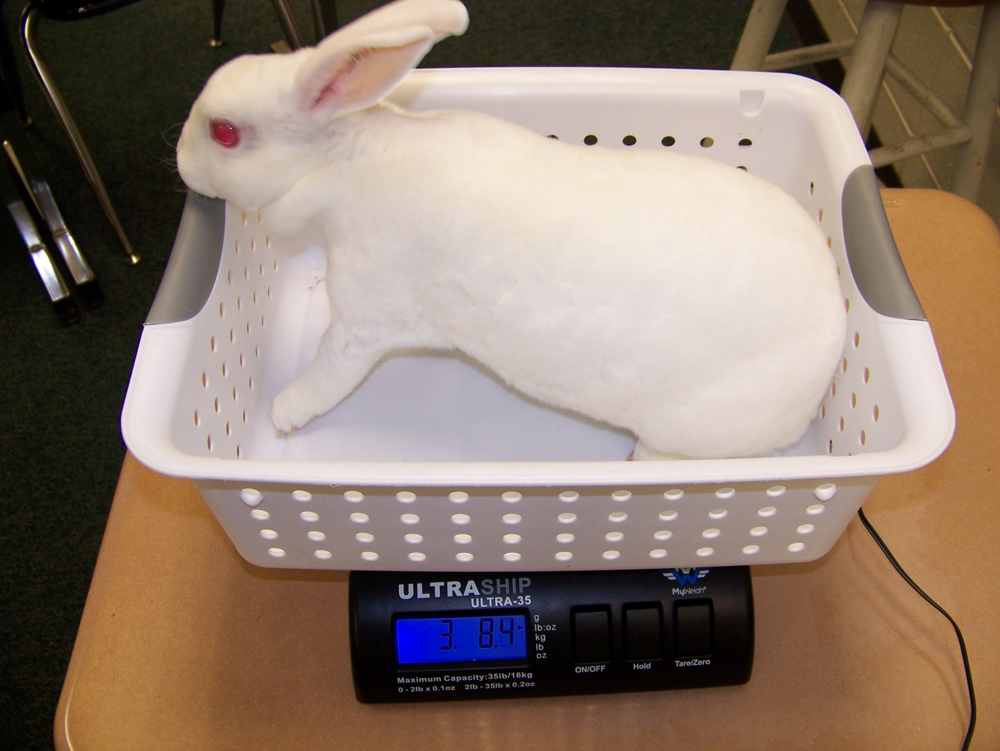 ULTRASHIP
ULTRA-35
MyWeigh®
3. 8.4
g
lb:oz
kg
lb
oz
ON/OFF
Hold
Tare/Zero
Maximum Capacity:35lb/16kg
0 - 2lb x 0.1oz 2lb - 35lb x 0.2oz